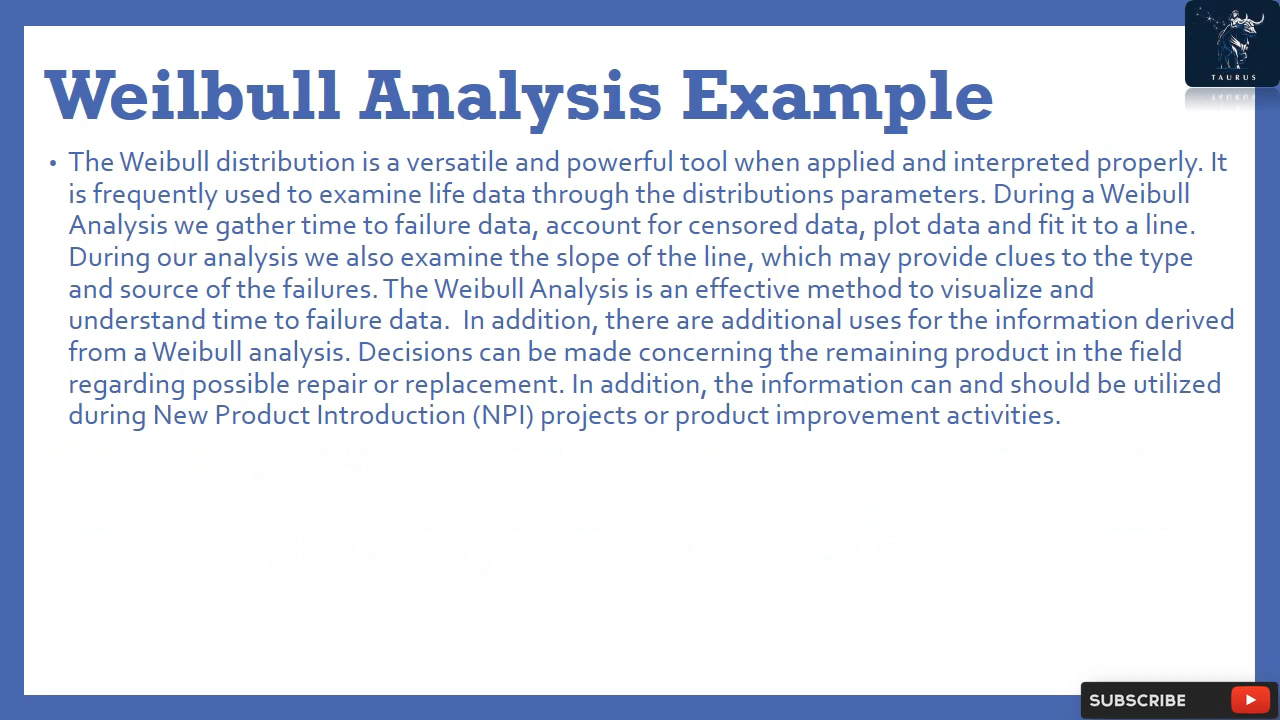 TAURUS
Weilbull Analysis Example
• The Weibull distribution is a versatile and powerful tool when applied and interpreted properly. It
is frequently used to examine life data through the distributions parameters. During a Weibull
Analysis we gather time to failure data, account for censored data, plot data and fit it to a line.
During our analysis we also examine the slope of the line, which may provide clues to the type
and source of the failures. The Weibull Analysis is an effective method to visualize and
understand time to failure data.  In addition, there are additional uses for the information derived
from a Weibull analysis. Decisions can be made concerning the remaining product in the field
regarding possible repair or replacement. In addition, the information can and should be utilized
during New Product Introduction (NPI) projects or product improvement activities.
SUBSCRIBE